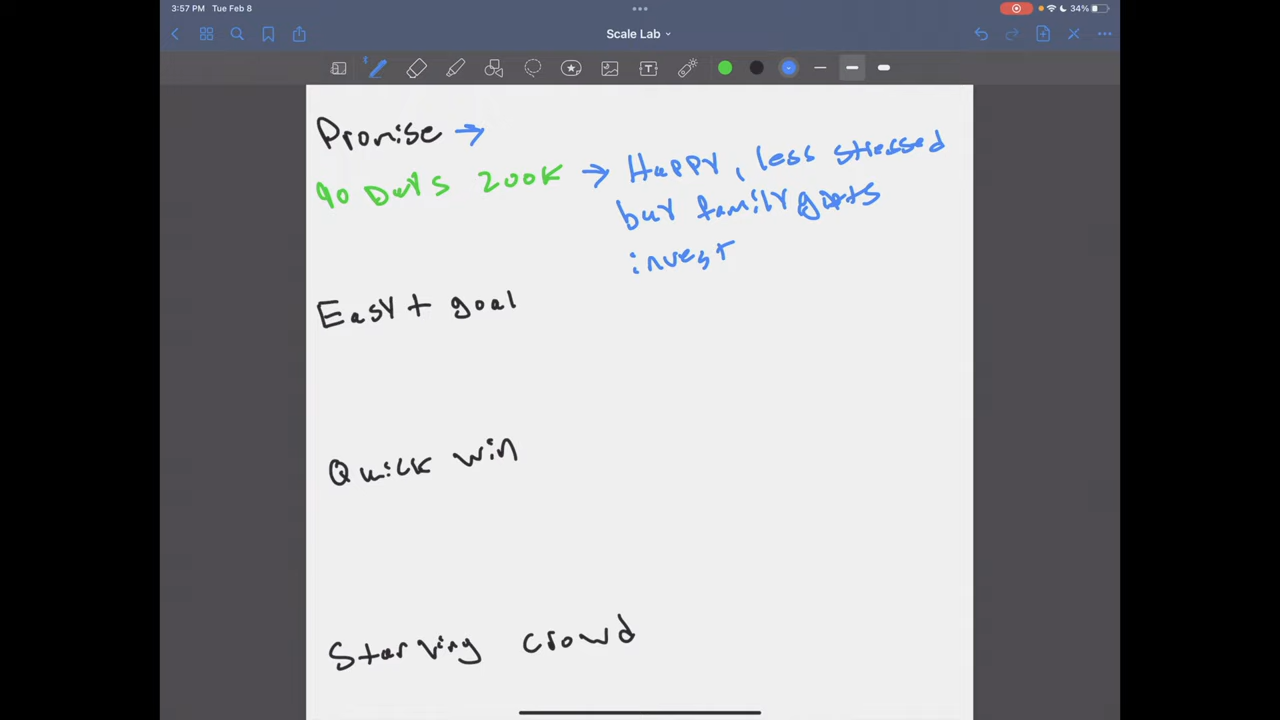 3:57 PM Tue Feb 8
34%
Scale Lab
Promise →
90 Days 200K → Happy, less stressed
buy family gifts
invest
Easy + goal
Quick win
Starving crowd